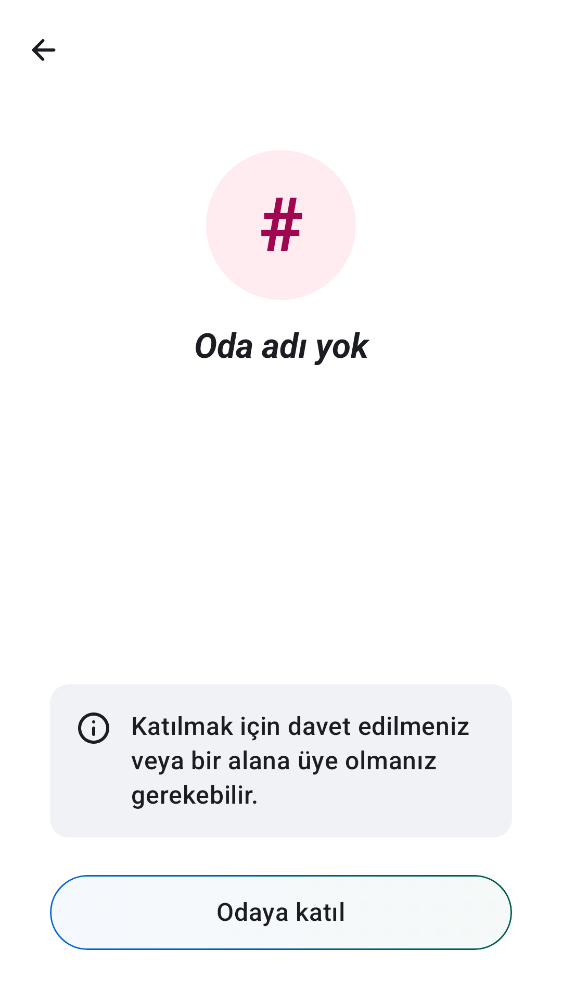 #
Oda adı yok
Katılmak için davet edilmeniz
veya bir alana üye olmanız
gerekebilir.
Odaya katıl